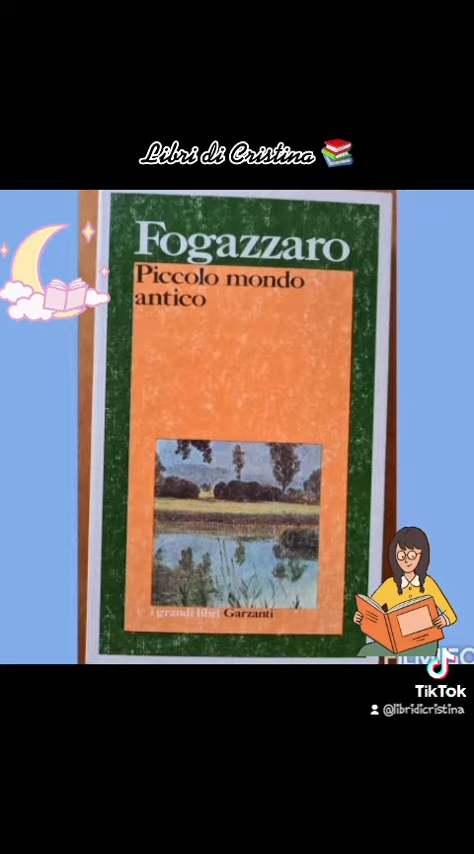 Libri di Cristina
Fogazzaro
Piccolo mondo
antico
i grandi libri Garzanti
TikTok
@libridicristina